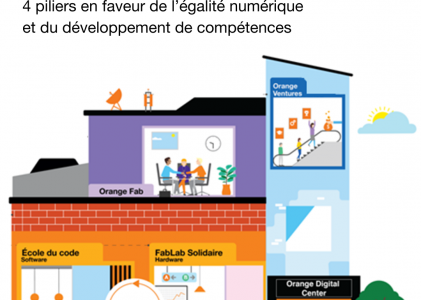 4 piliers en faveur de l’égalité numérique
et du développement de compétences
Orange
Ventures
Orange Fab
École du code
Software
FabLab Solidaire
Hardware
Orange Digital
Center